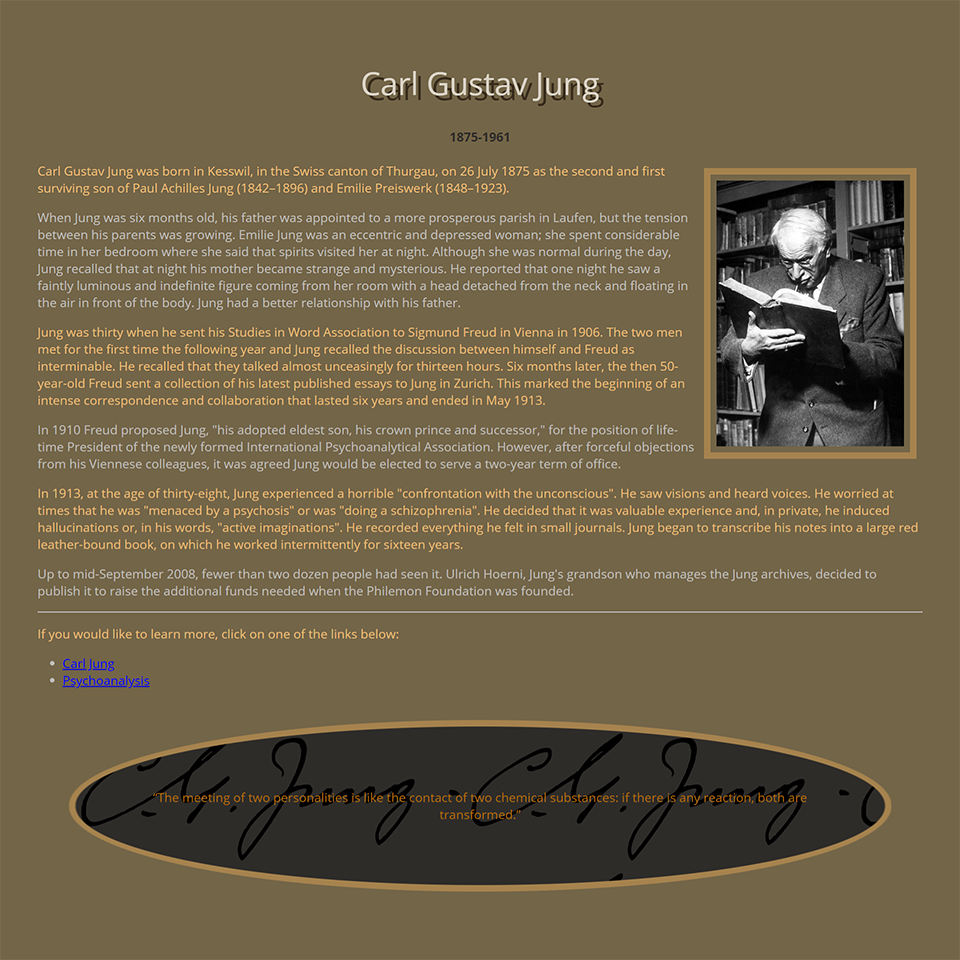 Carl Gustav Jung
1875-1961
Carl Gustav Jung was born in Kesswil, in the Swiss canton of Thurgau, on 26 July 1875 as the second and first
surviving son of Paul Achilles Jung (1842–1896) and Emilie Preiswerk (1848–1923).
When Jung was six months old, his father was appointed to a more prosperous parish in Laufen, but the tension
between his parents was growing. Emilie Jung was an eccentric and depressed woman; she spent considerable
time in her bedroom where she said that spirits visited her at night. Although she was normal during the day,
Jung recalled that at night his mother became strange and mysterious. He reported that one night he saw a
faintly luminous and indefinite figure coming from her room with a head detached from the neck and floating in
the air in front of the body. Jung had a better relationship with his father.
Jung was thirty when he sent his Studies in Word Association to Sigmund Freud in Vienna in 1906. The two men
met for the first time the following year and Jung recalled the discussion between himself and Freud as
interminable. He recalled that they talked almost unceasingly for thirteen hours. Six months later, the then 50-
year-old Freud sent a collection of his latest published essays to Jung in Zurich. This marked the beginning of an
intense correspondence and collaboration that lasted six years and ended in May 1913.
In 1910 Freud proposed Jung, "his adopted eldest son, his crown prince and successor," for the position of life-
time President of the newly formed International Psychoanalytical Association. However, after forceful objections
from his Viennese colleagues, it was agreed Jung would be elected to serve a two-year term of office.
In 1913, at the age of thirty-eight, Jung experienced a horrible "confrontation with the unconscious". He saw visions and heard voices. He worried at
times that he was "menaced by a psychosis" or was "doing a schizophrenia". He decided that it was valuable experience and, in private, he induced
hallucinations or, in his words, "active imaginations". He recorded everything he felt in small journals. Jung began to transcribe his notes into a large red
leather-bound book, on which he worked intermittently for sixteen years.
Up to mid-September 2008, fewer than two dozen people had seen it. Ulrich Hoerni, Jung's grandson who manages the Jung archives, decided to
publish it to raise the additional funds needed when the Philemon Foundation was founded.
If you would like to learn more, click on one of the links below:
Carl Jung
Psychoanalysis
C. G. Jung · C. G. Jung ·
"The meeting of two personalities is like the contact of two chemical substances: if there is any reaction, both are
transformed."